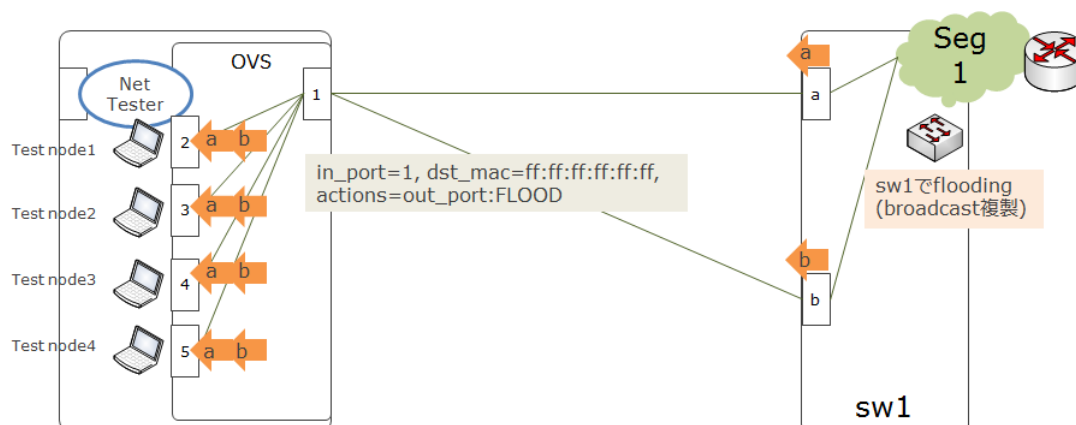 OVS
Net
Tester
Seg
1
1
a
a
2
a
b
Test node1
in_port=1, dst_mac=ff:ff:ff:ff:ff:ff,
actions=out_port:FLOOD
sw1でflooding
(broadcast複製)
3
a
b
Test node2
4
a
b
Test node3
b
b
5
a
b
Test node4
sw1